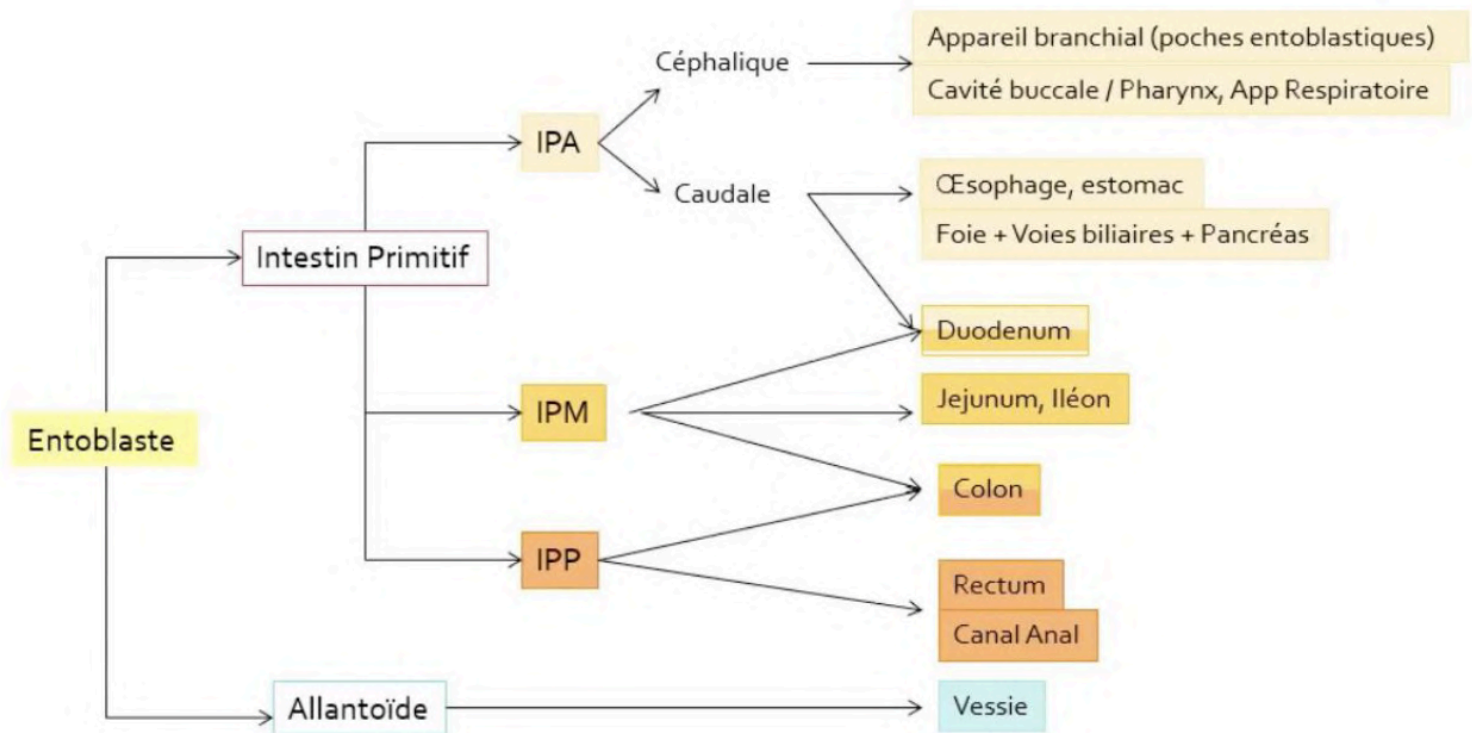 Céphalique
Appareil branchial (poches entoblastiques)
Cavité buccale / Pharynx, App Respiratoire
IPA
Caudale
Œsophage, estomac
Foie + Voies biliaires + Pancréas
Intestin Primitif
Duodenum
IPM
Jejunum, Iléon
Entoblaste
Colon
IPP
Rectum
Canal Anal
Allantoïde
Vessie